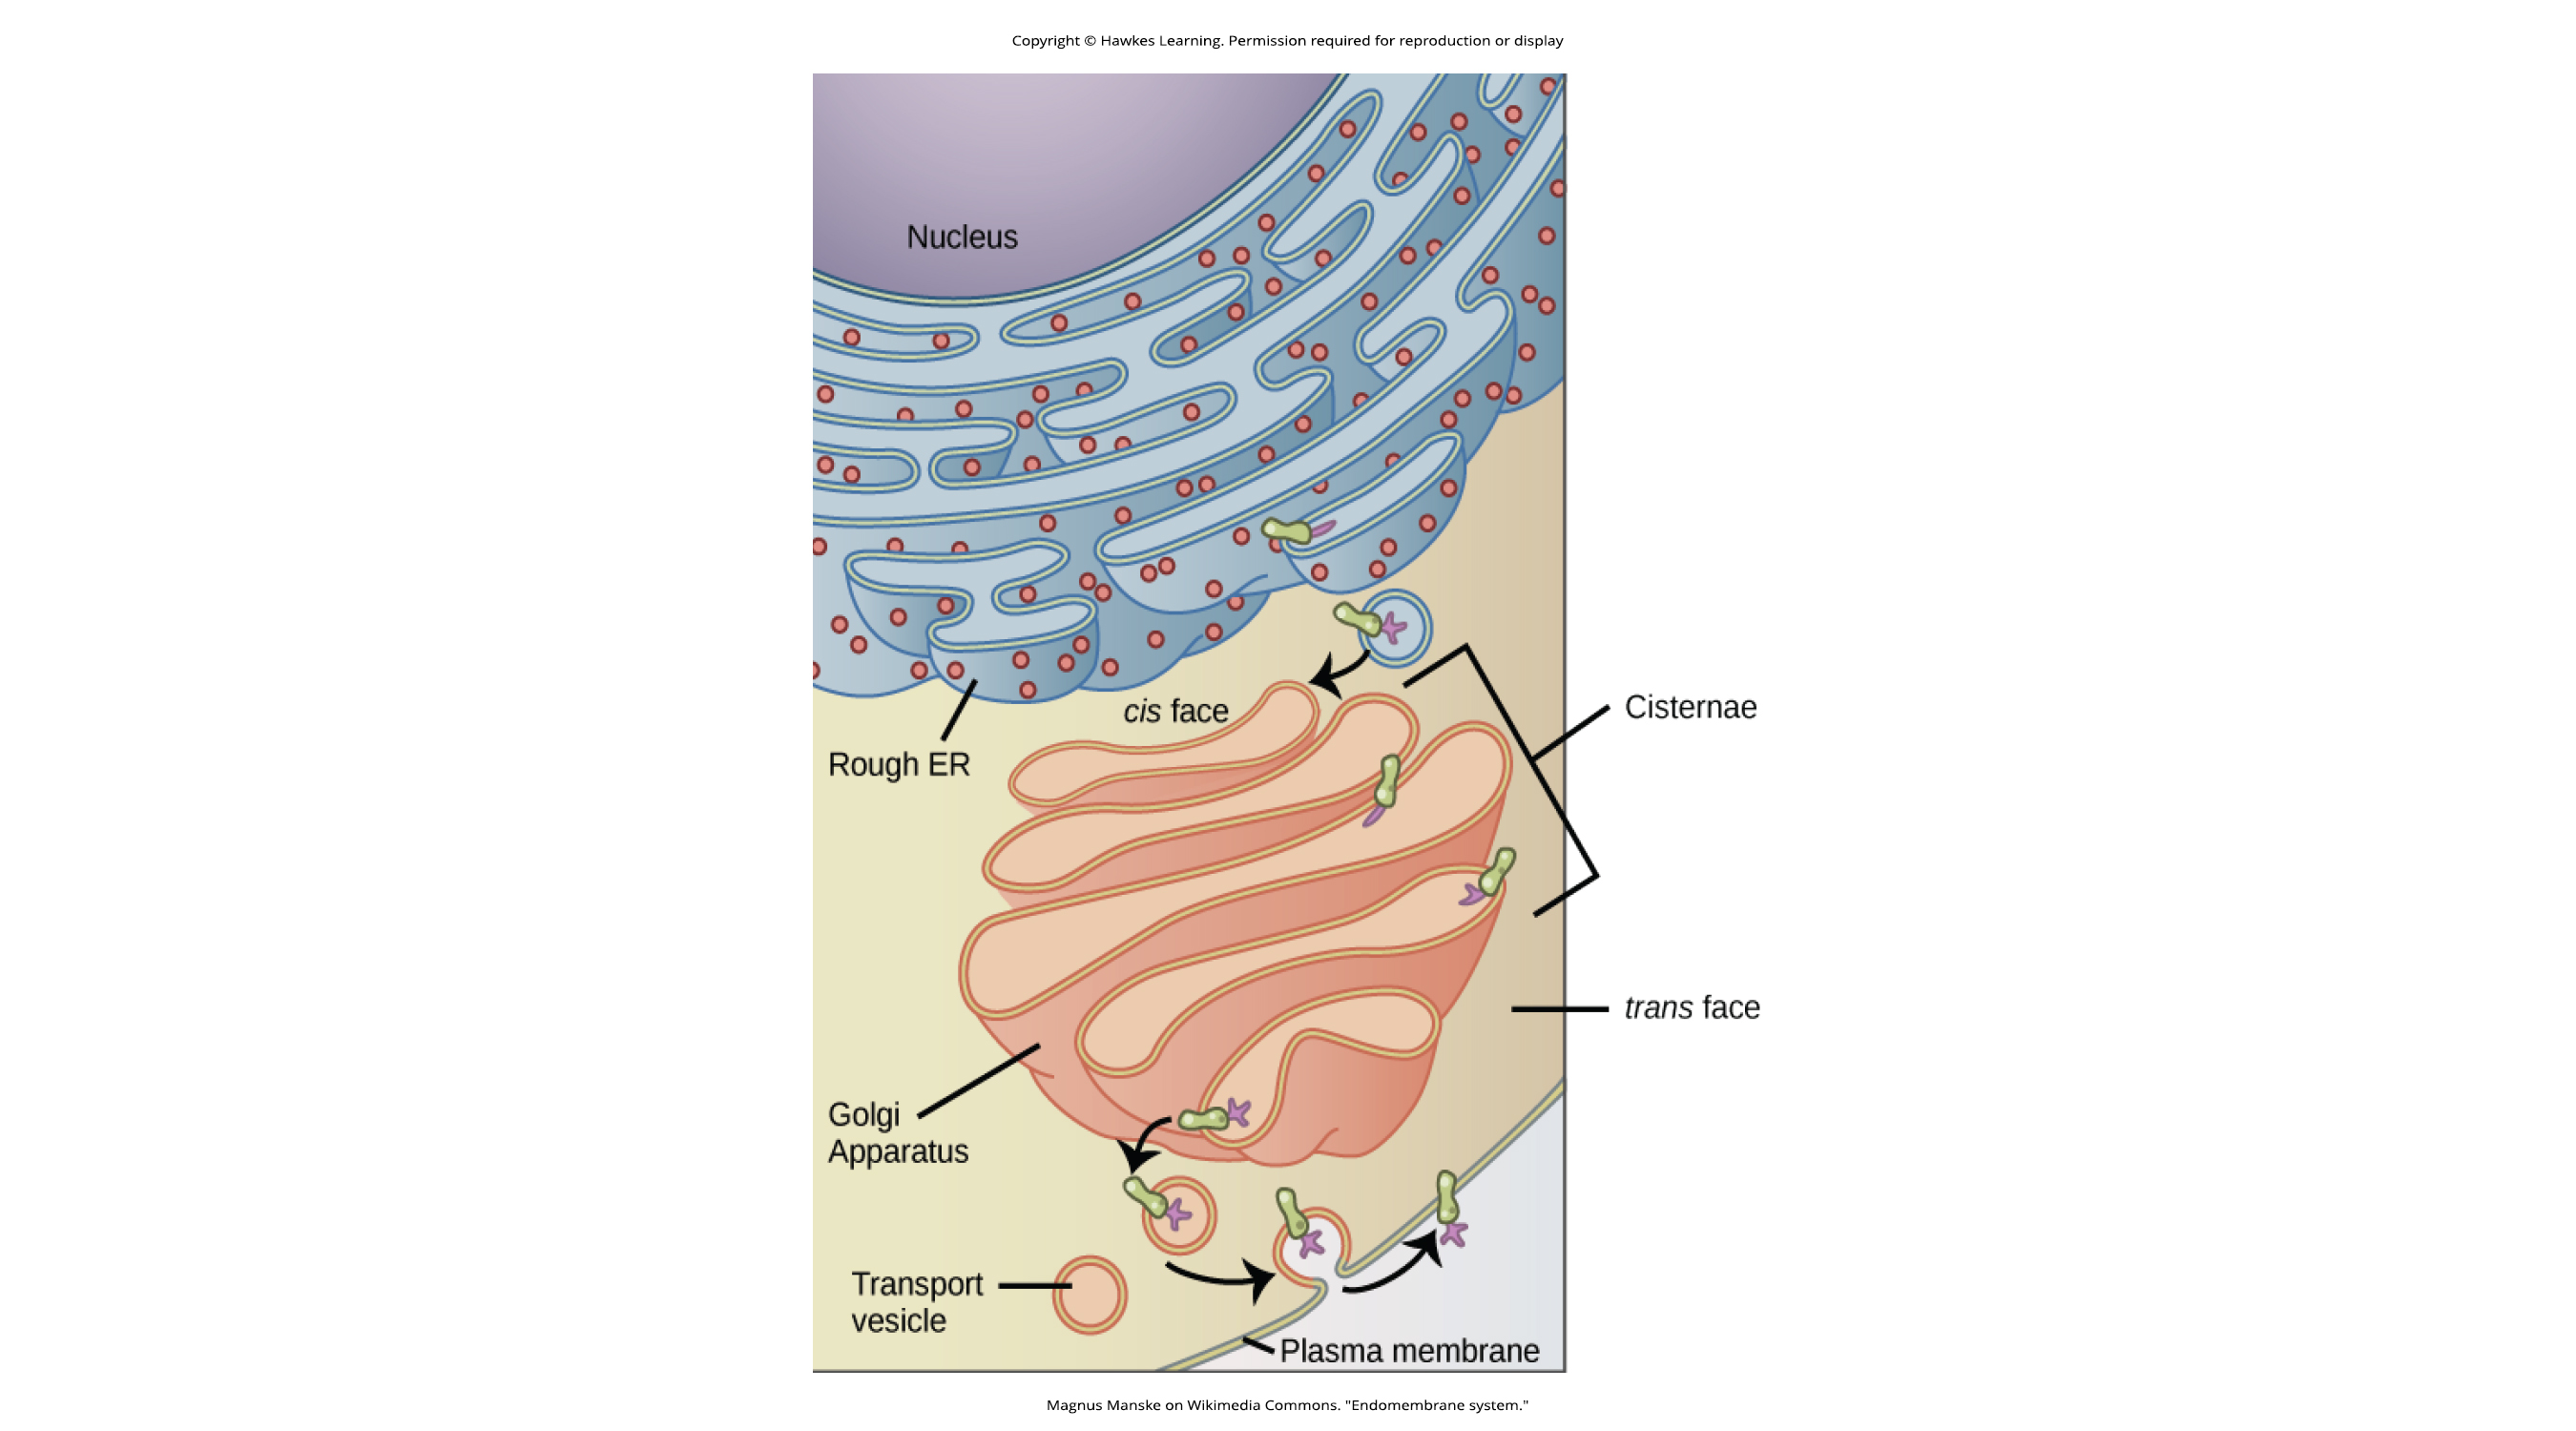 Copyright © Hawkes Learning. Permission required for reproduction or display
Nucleus
Cisternae
cis face
Rough ER
trans face
Golgi
Apparatus
Transport
vesicle
Plasma membrane
Magnus Manske on Wikimedia Commons. "Endomembrane system."